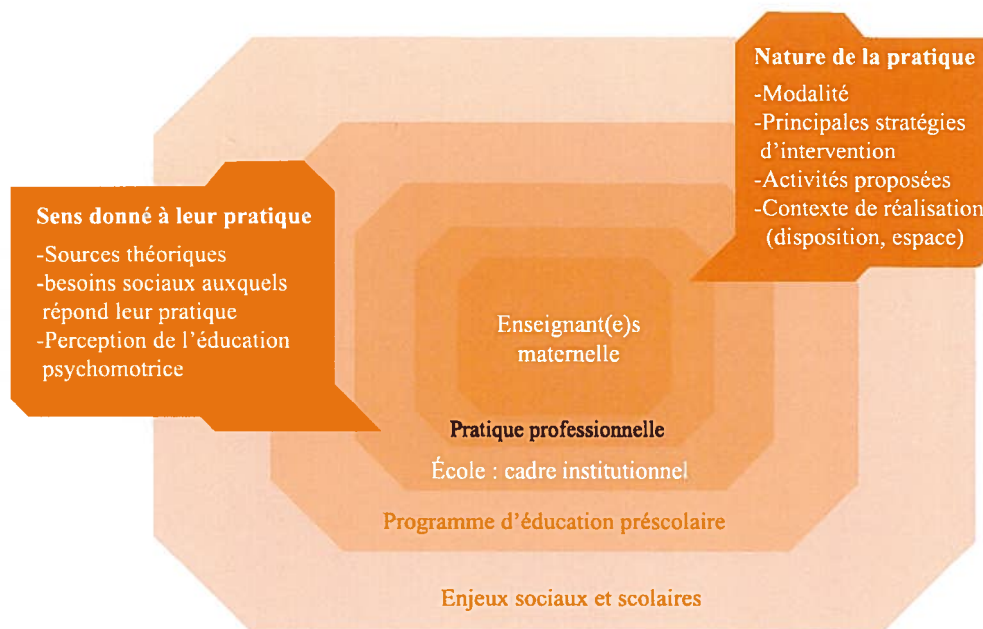 Nature de la pratique
-Modalité
-Principales stratégies
d'intervention
-Activités proposées
-Contexte de réalisation
(disposition, espace)
Sens donné à leur pratique
-Sources théoriques
-besoins sociaux auxquels
répond leur pratique
-Perception de l'éducation
psychomotrice
Enseignant(e)s
maternelle
Pratique professionnelle
École : cadre institutionnel
Programme d'éducation préscolaire
Enjeux sociaux et scolaires